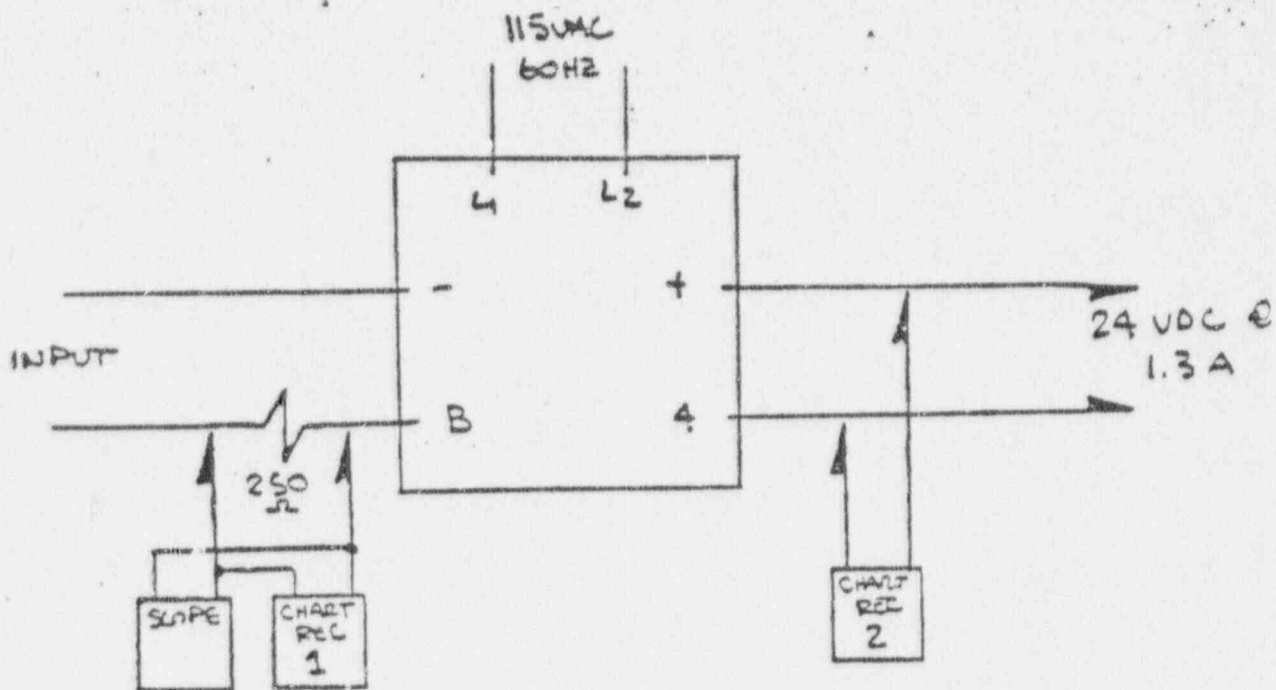 115VAC
60HZ
L1 L2
- +
INPUT
24 VDC @
1.3 A
B 4
250
Ω
SCOPE
CHART
REC
1
CHART
REC
2